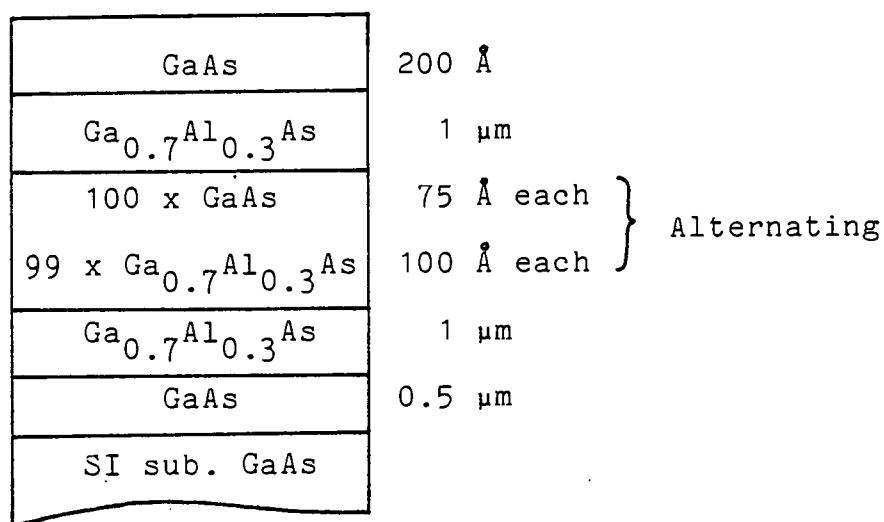 GaAs 200 Å
Ga0.7Al0.3As 1 µm
100 x GaAs 75 Å each
Alternating
99 x Ga0.7Al0.3As 100 Å each
Ga0.7Al0.3As 1 µm
GaAs 0.5 µm
SI sub. GaAs